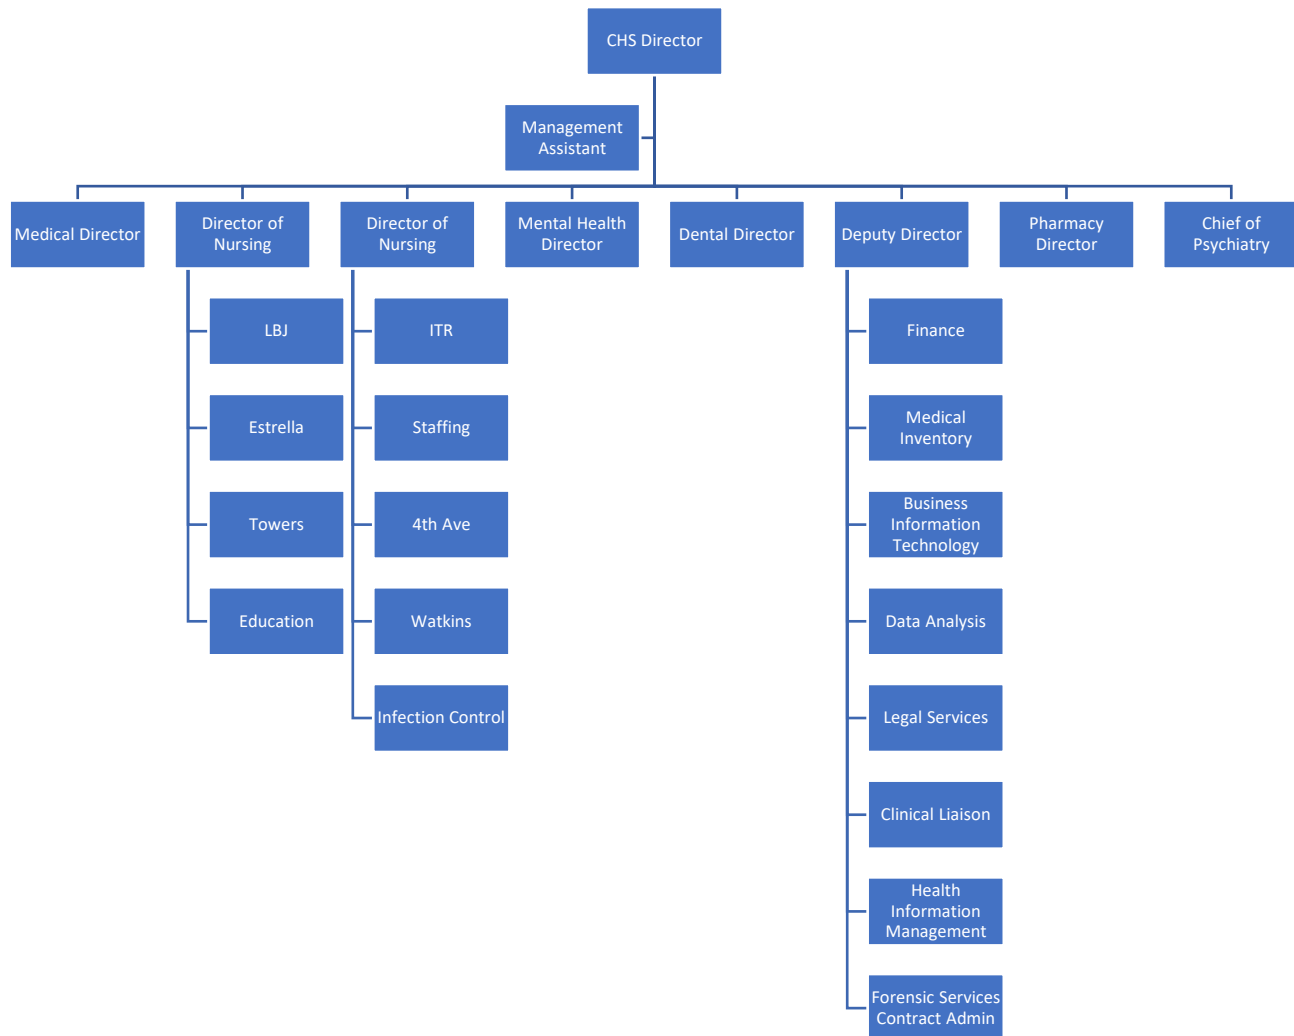 CHS Director
Management
Assistant
Medical Director
Director of
Nursing
Director of
Nursing
Mental Health
Director
Dental Director
Deputy Director
Pharmacy
Director
Chief of
Psychiatry
LBJ
Estrella
Towers
Education
ITR
Staffing
4th Ave
Watkins
Infection Control
Finance
Medical
Inventory
Business
Information
Technology
Data Analysis
Legal Services
Clinical Liaison
Health
Information
Management
Forensic Services
Contract Admin